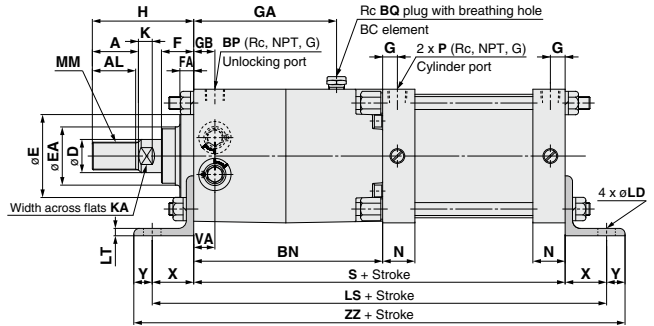 H
GA
Rc BQ plug with breathing hole
BC element
K
A
F
GB
BP (Rc, NPT, G)
Unlocking port
G
2 x P (Rc, NPT, G)
Cylinder port
G
MM
AL
FA
øE
øEA
øD
Width across flats KA
4 x øLD
LT
VA
Y
X
BN
N
N
S + Stroke
X
Y
LS + Stroke
ZZ + Stroke